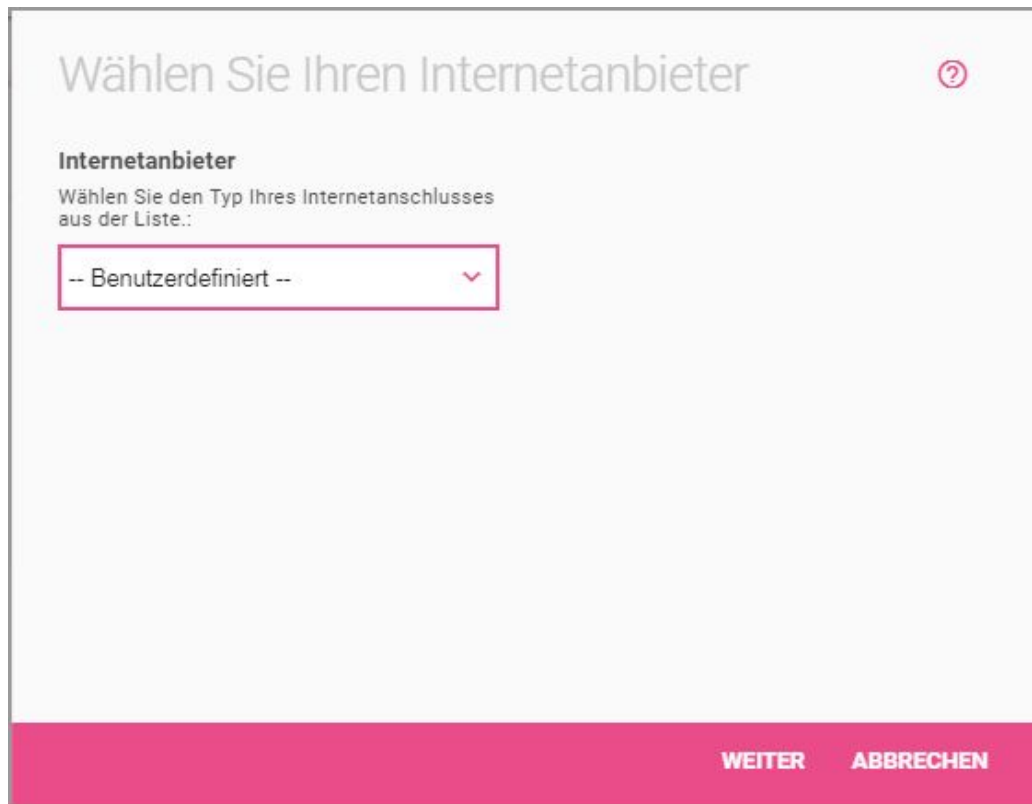 Wählen Sie Ihren Internetanbieter
Internetanbieter
Wählen Sie den Typ Ihres Internetanschlusses
aus der Liste.:
-- Benutzerdefiniert --
WEITER ABBRECHEN